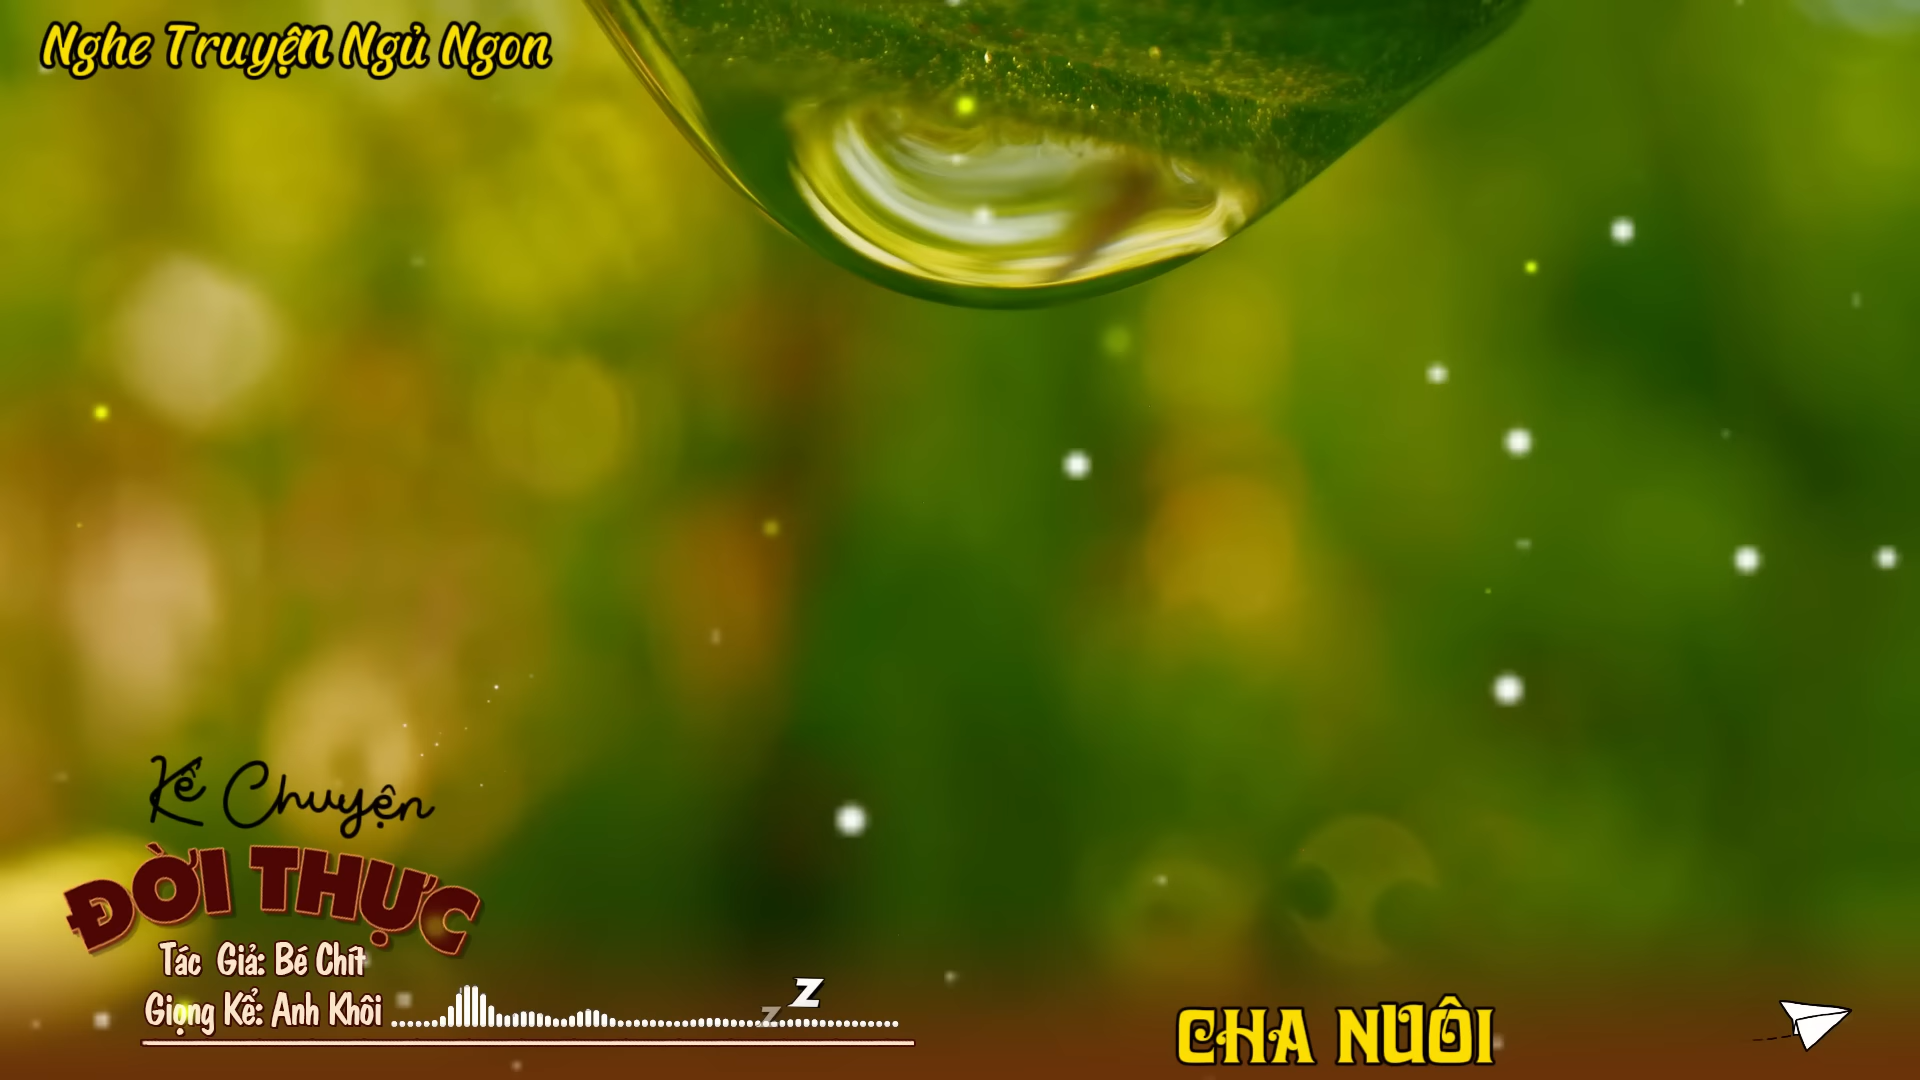 Nghe Truyện Ngủ Ngon
Kể Chuyện
ĐỜI THỰC
Tác Giả: Bé Chít
Giọng Kể: Anh Khôi
z Z
CHA NUÔI